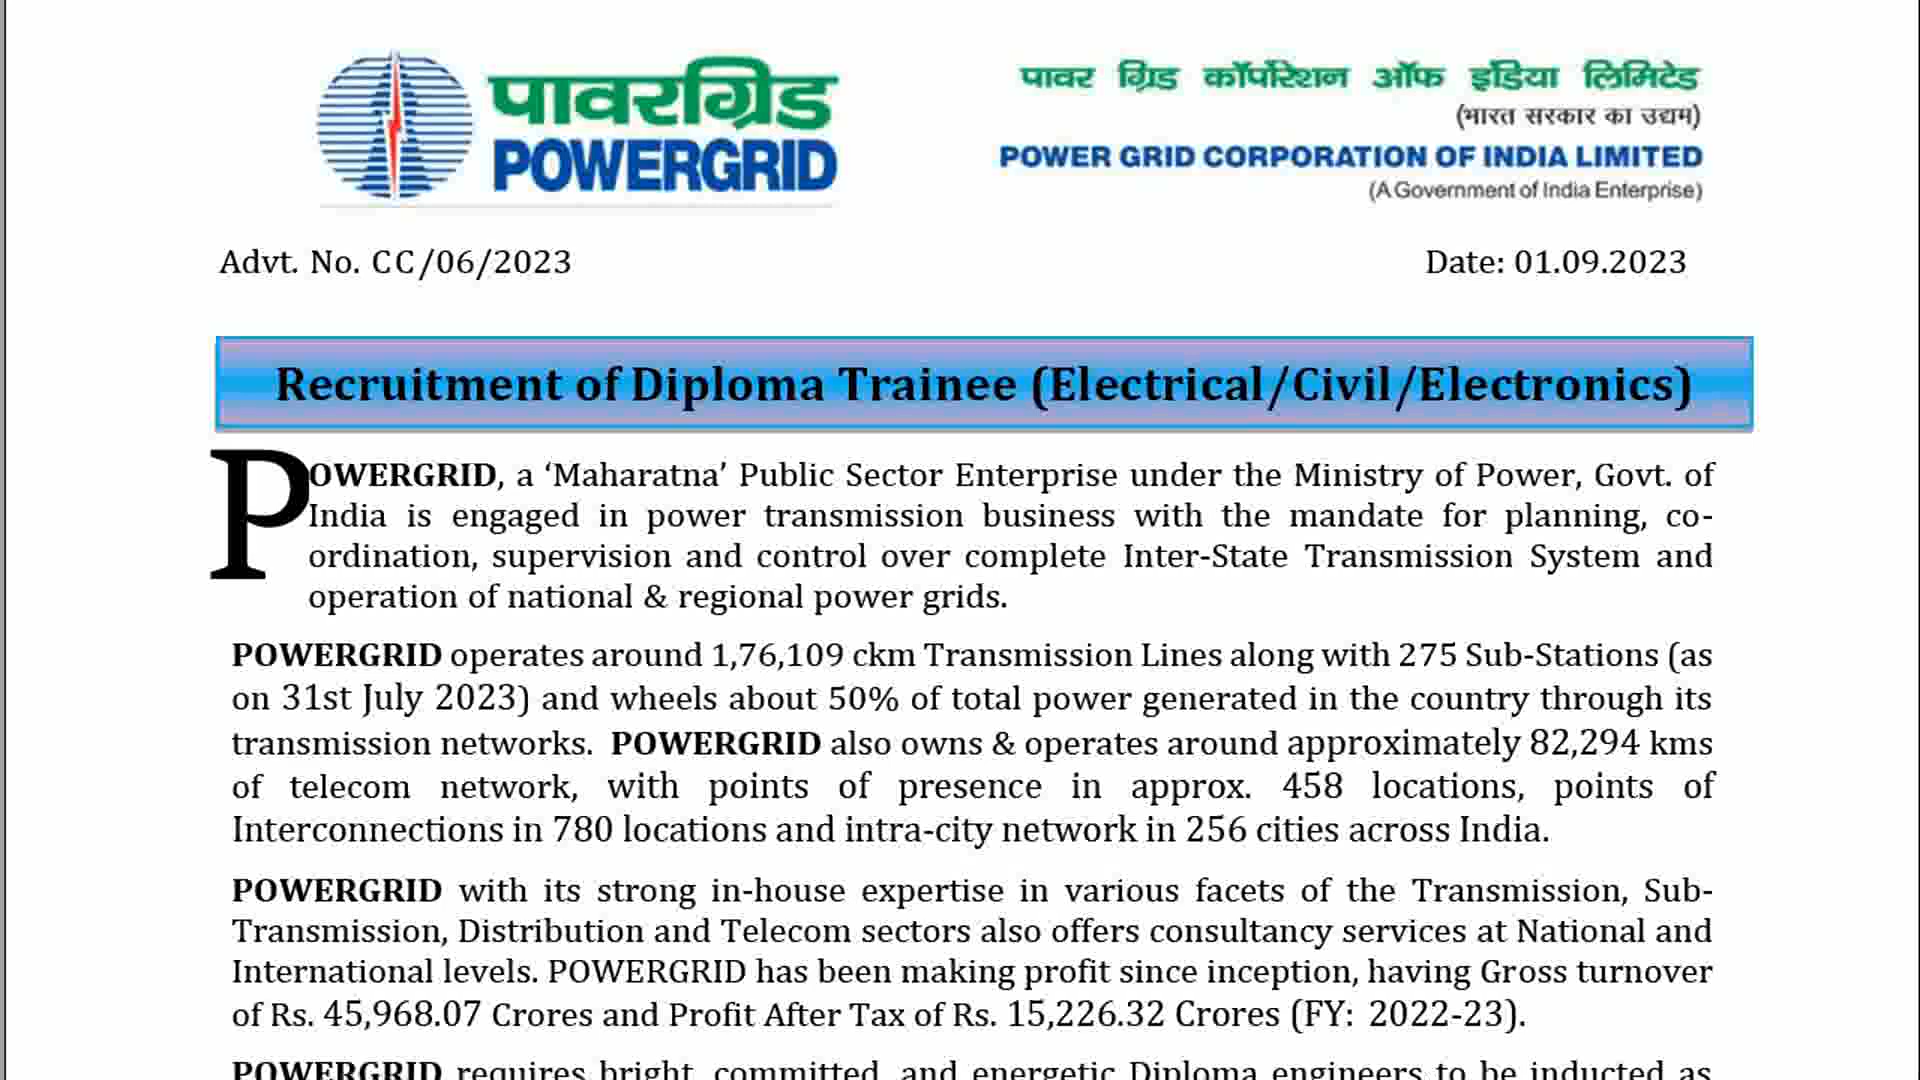 पावरग्रिड
POWERGRID
पावर ग्रिड कॉर्पोरेशन ऑफ इंडिया लिमिटेड
(भारत सरकार का उद्यम)
POWER GRID CORPORATION OF INDIA LIMITED
(A Government of India Enterprise)
Advt. No. CC/06/2023
Date: 01.09.2023
Recruitment of Diploma Trainee (Electrical/Civil/Electronics)
POWERGRID, a ‘Maharatna’ Public Sector Enterprise under the Ministry of Power, Govt. of
India is engaged in power transmission business with the mandate for planning, co-
ordination, supervision and control over complete Inter-State Transmission System and
operation of national & regional power grids.
POWERGRID operates around 1,76,109 ckm Transmission Lines along with 275 Sub-Stations (as
on 31st July 2023) and wheels about 50% of total power generated in the country through its
transmission networks. POWERGRID also owns & operates around approximately 82,294 kms
of telecom network, with points of presence in approx. 458 locations, points of
Interconnections in 780 locations and intra-city network in 256 cities across India.
POWERGRID with its strong in-house expertise in various facets of the Transmission, Sub-
Transmission, Distribution and Telecom sectors also offers consultancy services at National and
International levels. POWERGRID has been making profit since inception, having Gross turnover
of Rs. 45,968.07 Crores and Profit After Tax of Rs. 15,226.32 Crores (FY: 2022-23).
POWERGRID requires bright, committed, and energetic Diploma engineers to be inducted as